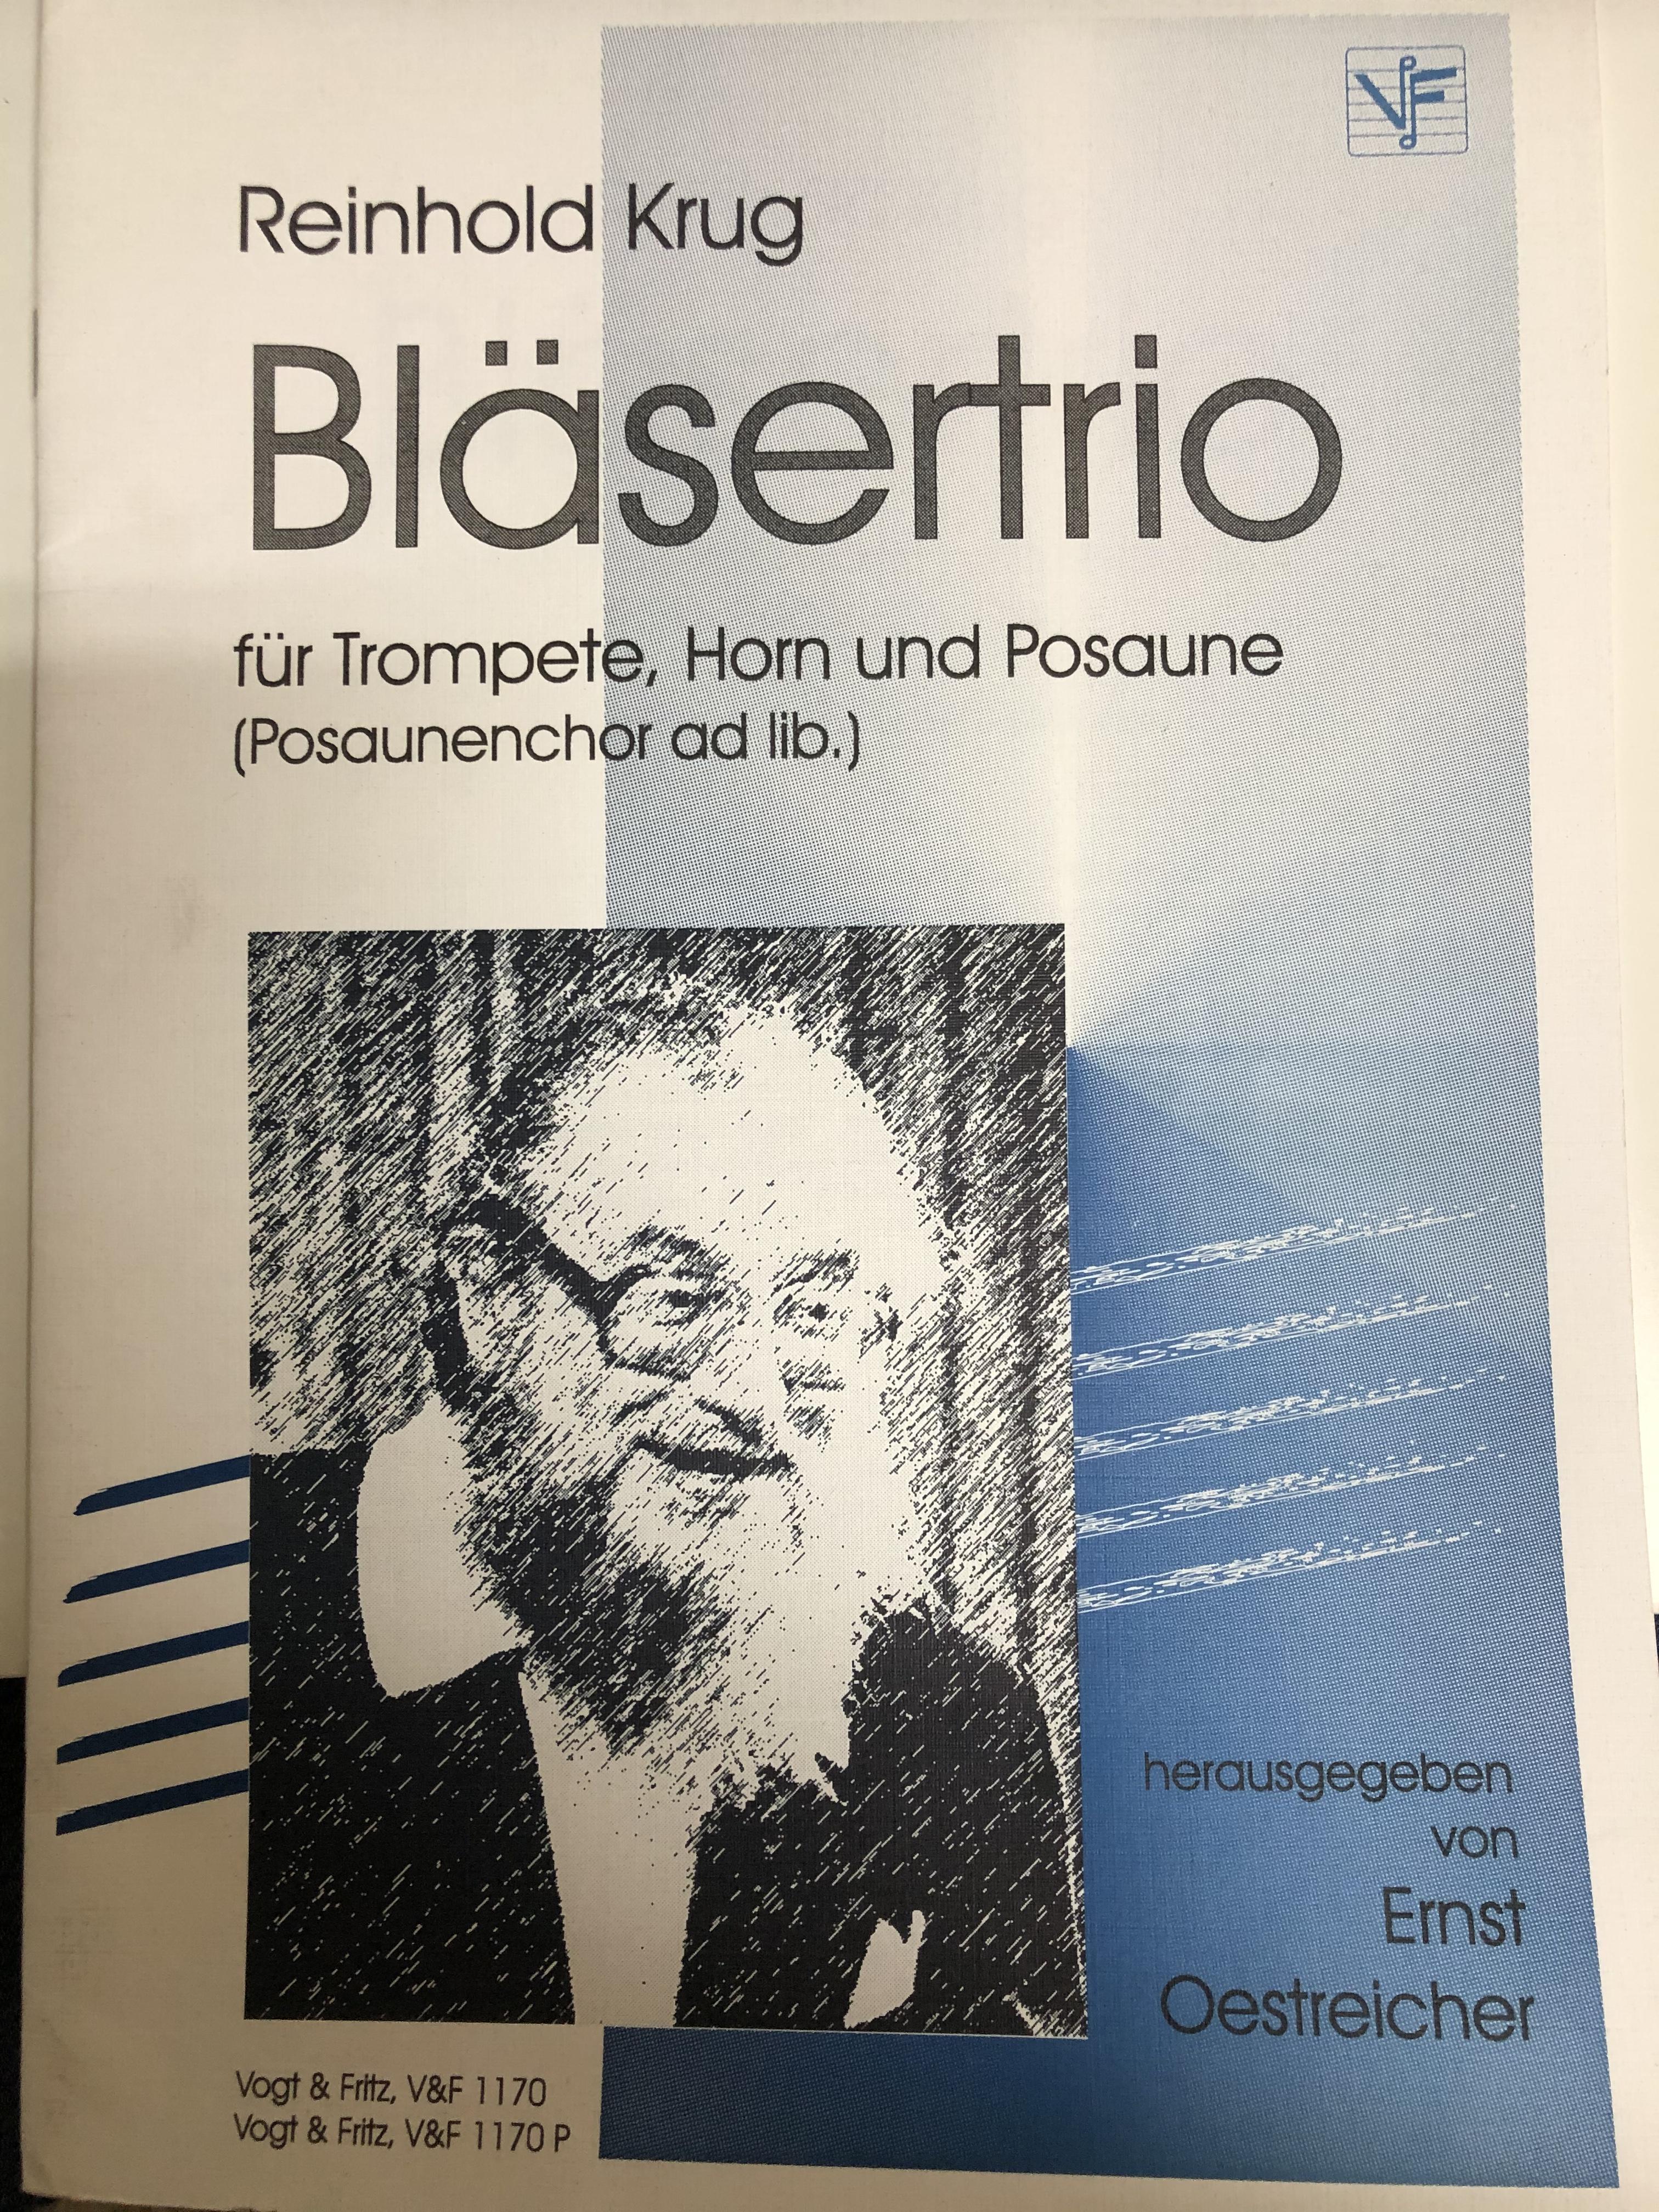 VF
Reinhold Krug
Bläsertrio
für Trompete, Horn und Posaune
(Posaunenchor ad lib.)
herausgegeben
von
Ernst
Oestreicher
Vogt & Fritz, V&F 1170
Vogt & Fritz, V&F 1170 P